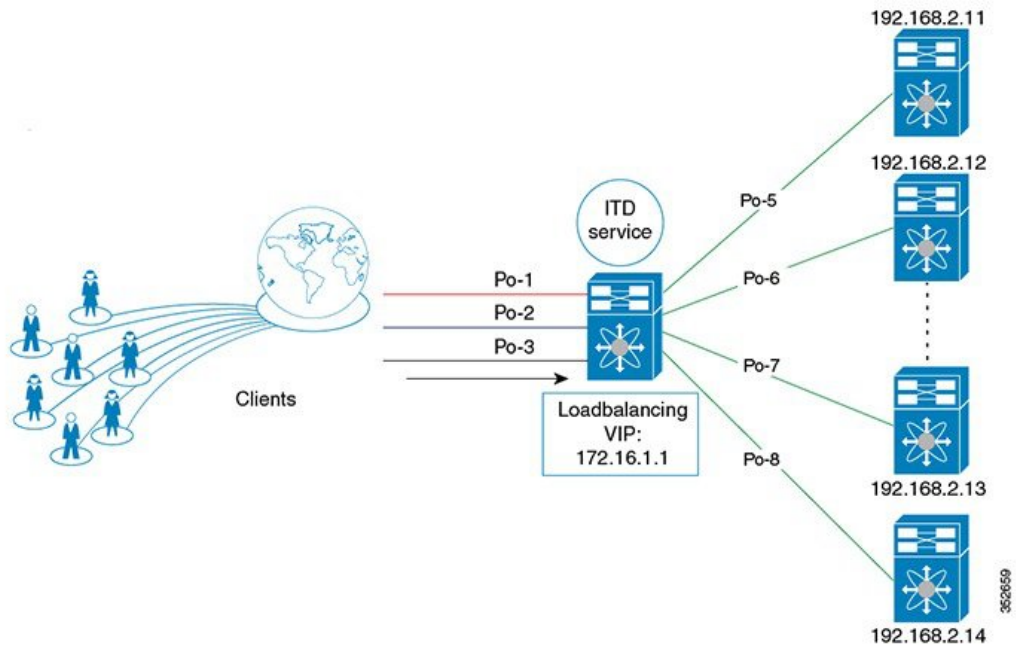 192.168.2.11
192.168.2.12
Po-5
ITD
service
Po-6
Po-1
Po-2
Po-3
Po-7
Clients
Loadbalancing
VIP:
172.16.1.1
Po-8
192.168.2.13
192.168.2.14
352659